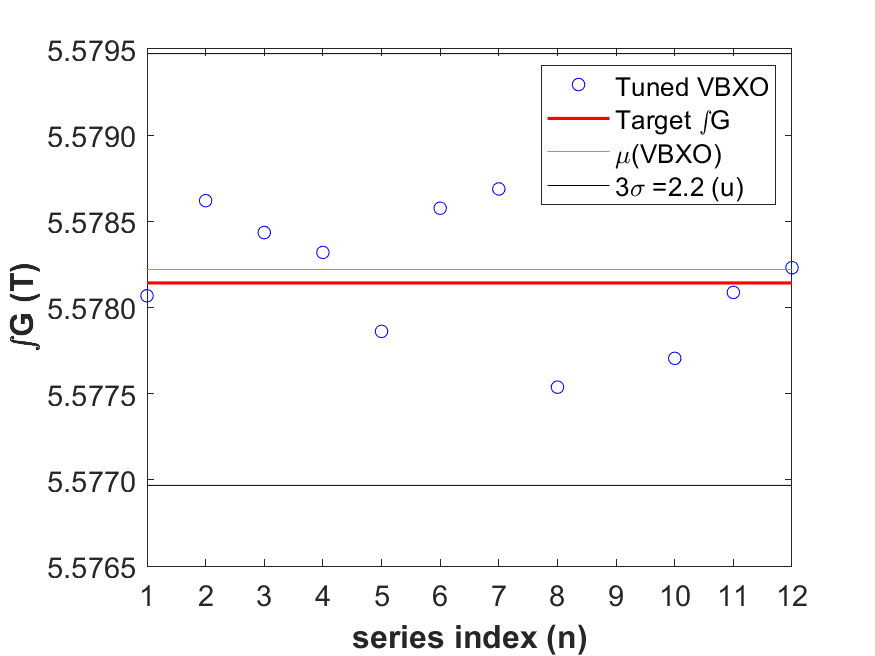 5.5795
5.5790
5.5785
5.5780
5.5775
5.5770
5.5765
∫G (T)
Tuned VBXO
Target ∫G
μ(VBXO)
3σ =2.2 (u)
1 2 3 4 5 6 7 8 9 10 11 12
series index (n)